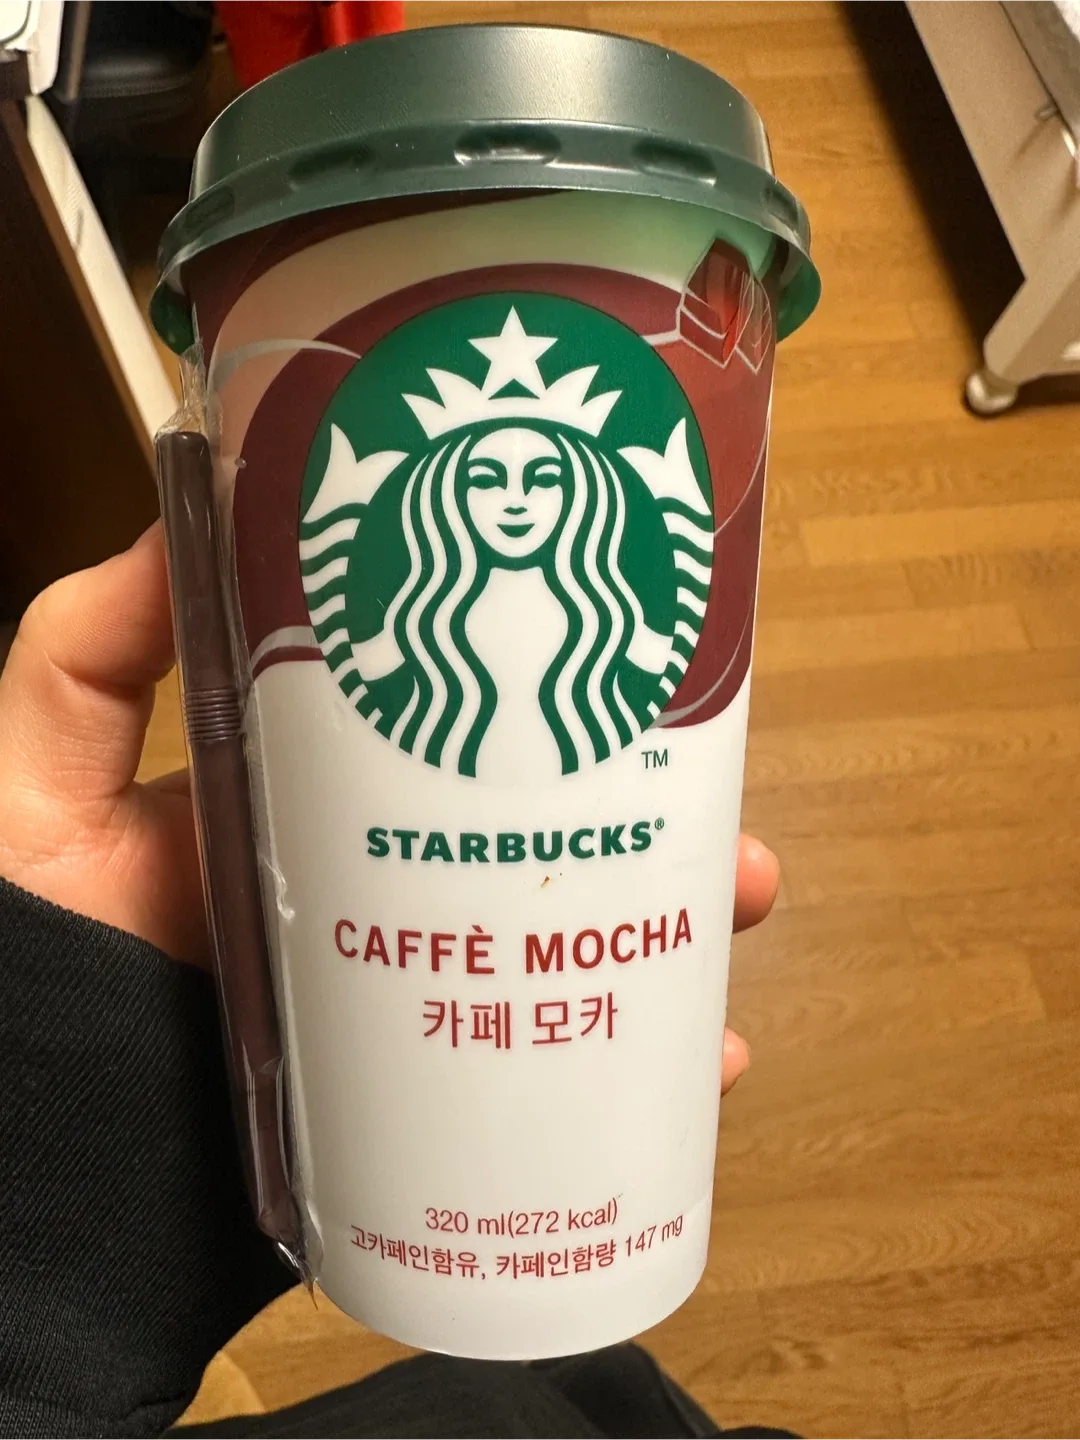 TM
STARBUCKS®
CAFFÈ MOCHA
카페 모카
320 ml(272 kcal)
고카페인함유, 카페인함량 147 mg